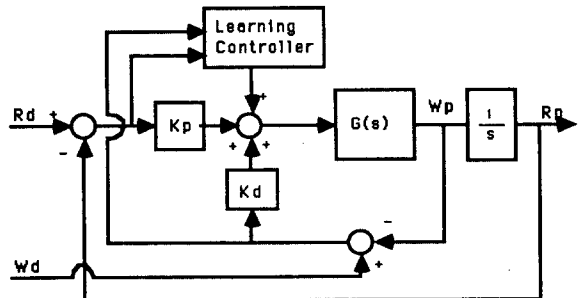 Learning
Controller
Rd
+
-
Kp
+
+
+
G(s)
Wp
1
s
Rp
Kd
-
+
Wd